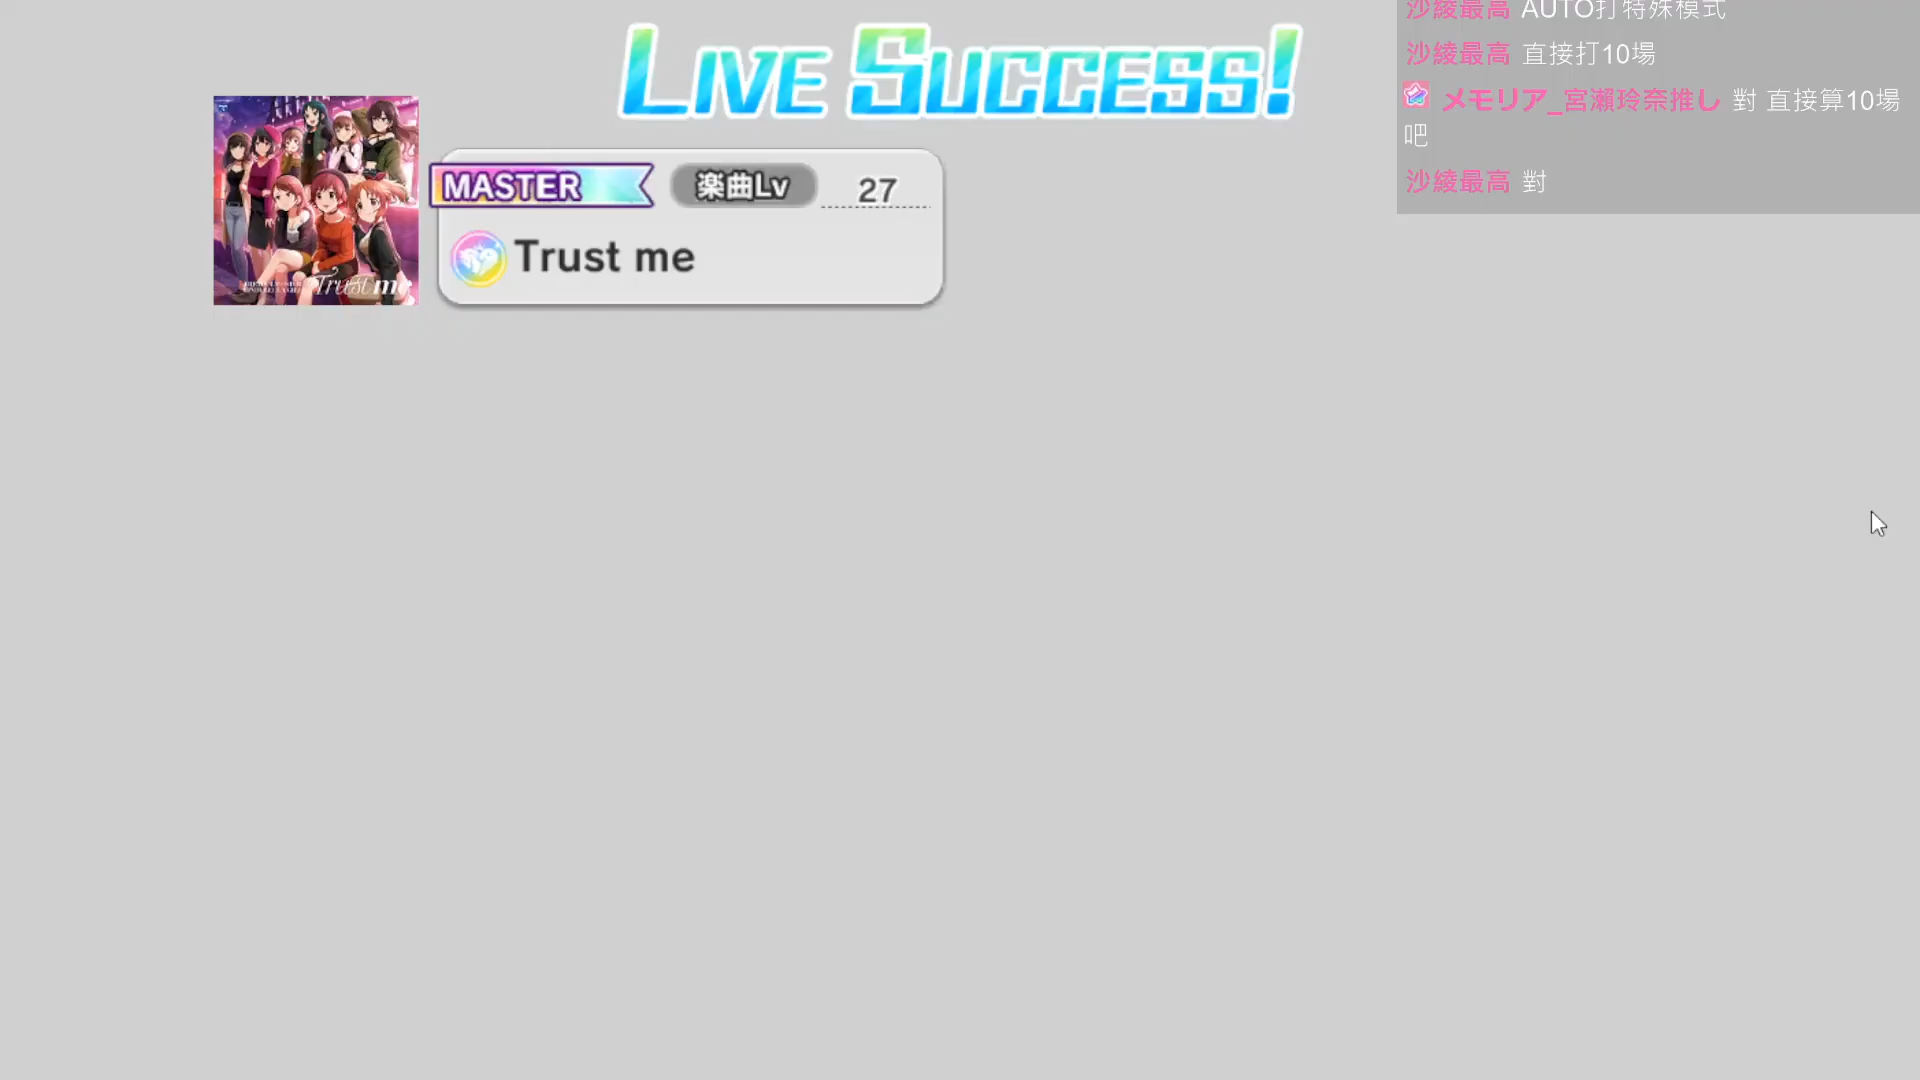 LIVE SUCCESS!
MASTER 楽曲Lv 27
Trust me
Trust me
沙綾最高 AUTO打特殊模式
沙綾最高 直接打10場
メモリア_宮瀬玲奈推し 對 直接算10場
吧
沙綾最高 對